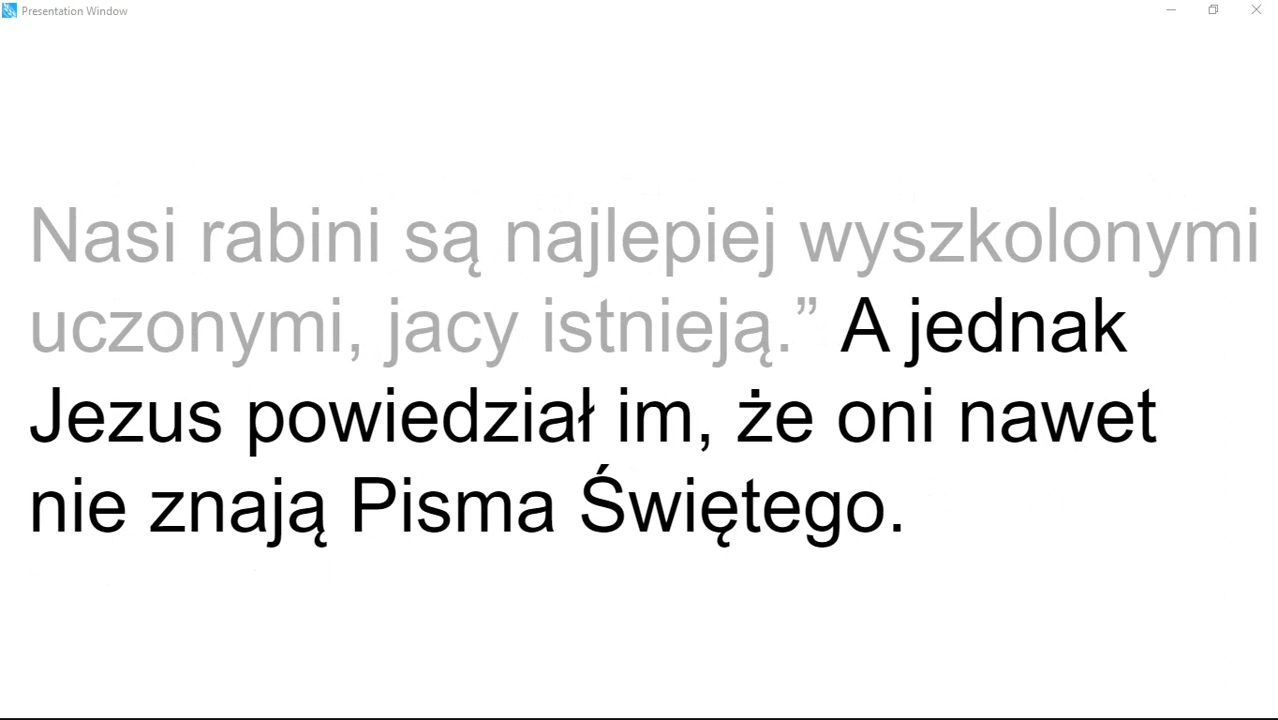 Presentation Window
Nasi rabini są najlepiej wyszkolonymi
uczonymi, jacy istnieją.” A jednak
Jezus powiedział im, że oni nawet
nie znają Pisma Świętego.